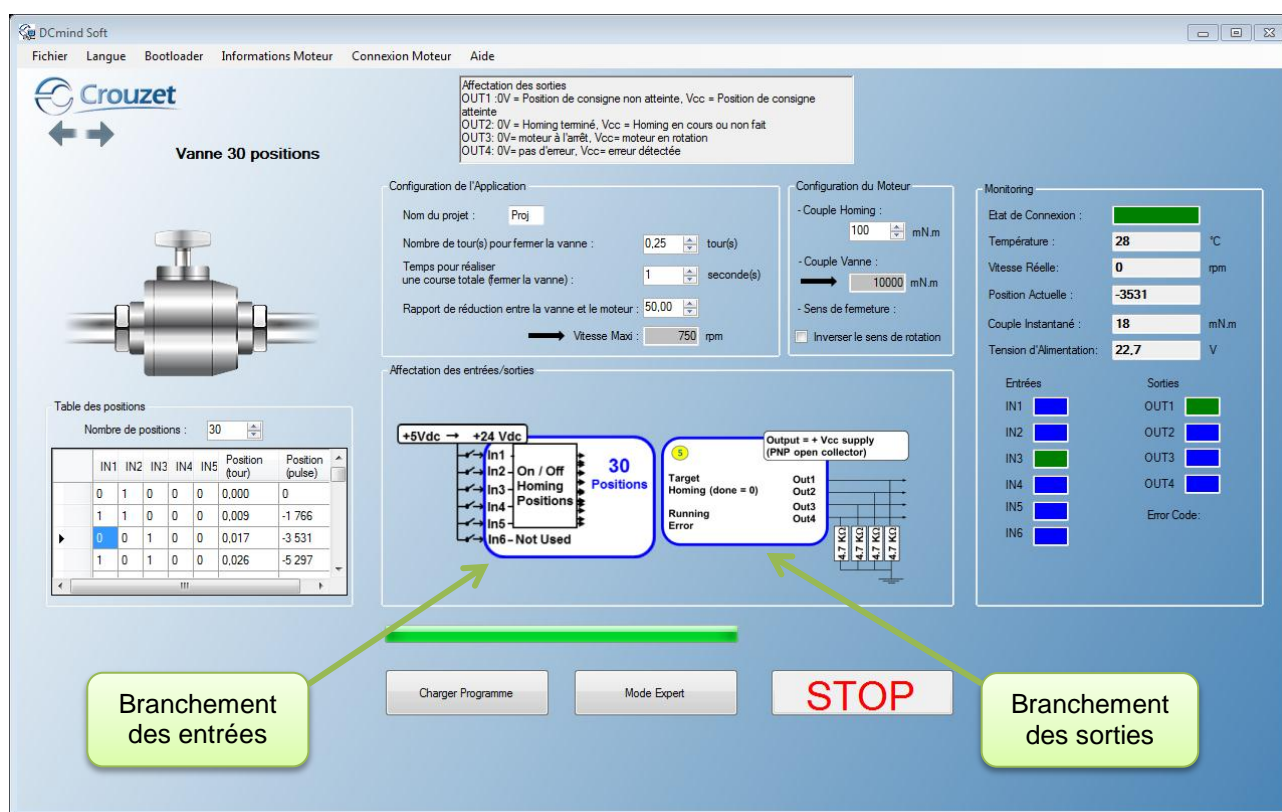 DCmind Soft
Fichier Langue Bootloader Informations Moteur Connexion Moteur Aide
Crouzet
Vanne 30 positions
Affectation des sorties
OUT1 :0V = Position de consigne non atteinte, Vcc = Position de consigne
atteinte
OUT2: 0V = Homing terminé, Vcc = Homing en cours ou non fait
OUT3: 0V= moteur à l'arrêt, Vcc= moteur en rotation
OUT4: 0V= pas d'erreur, Vcc= erreur détectée
Configuration de l'Application
Nom du projet : Proj
Nombre de tour(s) pour fermer la vanne : 0,25 tour(s)
Temps pour réaliser
une course totale (fermer la vanne) : 1 seconde(s)
Rapport de réduction entre la vanne et le moteur : 50,00
Vitesse Maxi : 750 rpm
Configuration du Moteur
- Couple Homing :
100 mN.m
- Couple Vanne :
10000 mN.m
- Sens de fermeture :
Inverser le sens de rotation
Monitoring
Etat de Connexion :
Température : 28 °C
Vitesse Réelle: 0 rpm
Position Actuelle : -3531
Couple Instantané : 18 mN.m
Tension d'Alimentation: 22,7 V
Entrées Sorties
IN1 OUT1
IN2 OUT2
IN3 OUT3
IN4 OUT4
IN5 Error Code:
IN6
Table des positions
Nombre de positions : 30
IN1 IN2 IN3 IN4 IN5 Position (tour) Position (pulse)
0 1 0 0 0 0,000 0
1 1 0 0 0 0,009 -1 766
0 0 1 0 0 0,017 -3 531
1 0 1 0 0 0,026 -5 297
Affectation des entrées/sorties
+5Vdc → +24 Vdc
In1
In2 On / Off
In3 Homing
In4 Positions
In5
In6 - Not Used
30
Positions
Output = + Vcc supply
(PNP open collector)
5
Target Out1
Homing (done = 0) Out2
Running Out3
Error Out4
4.7 KΩ 4.7 KΩ 4.7 KΩ 4.7 KΩ
Charger Programme
Mode Expert
STOP
Branchement
des entrées
Branchement
des sorties